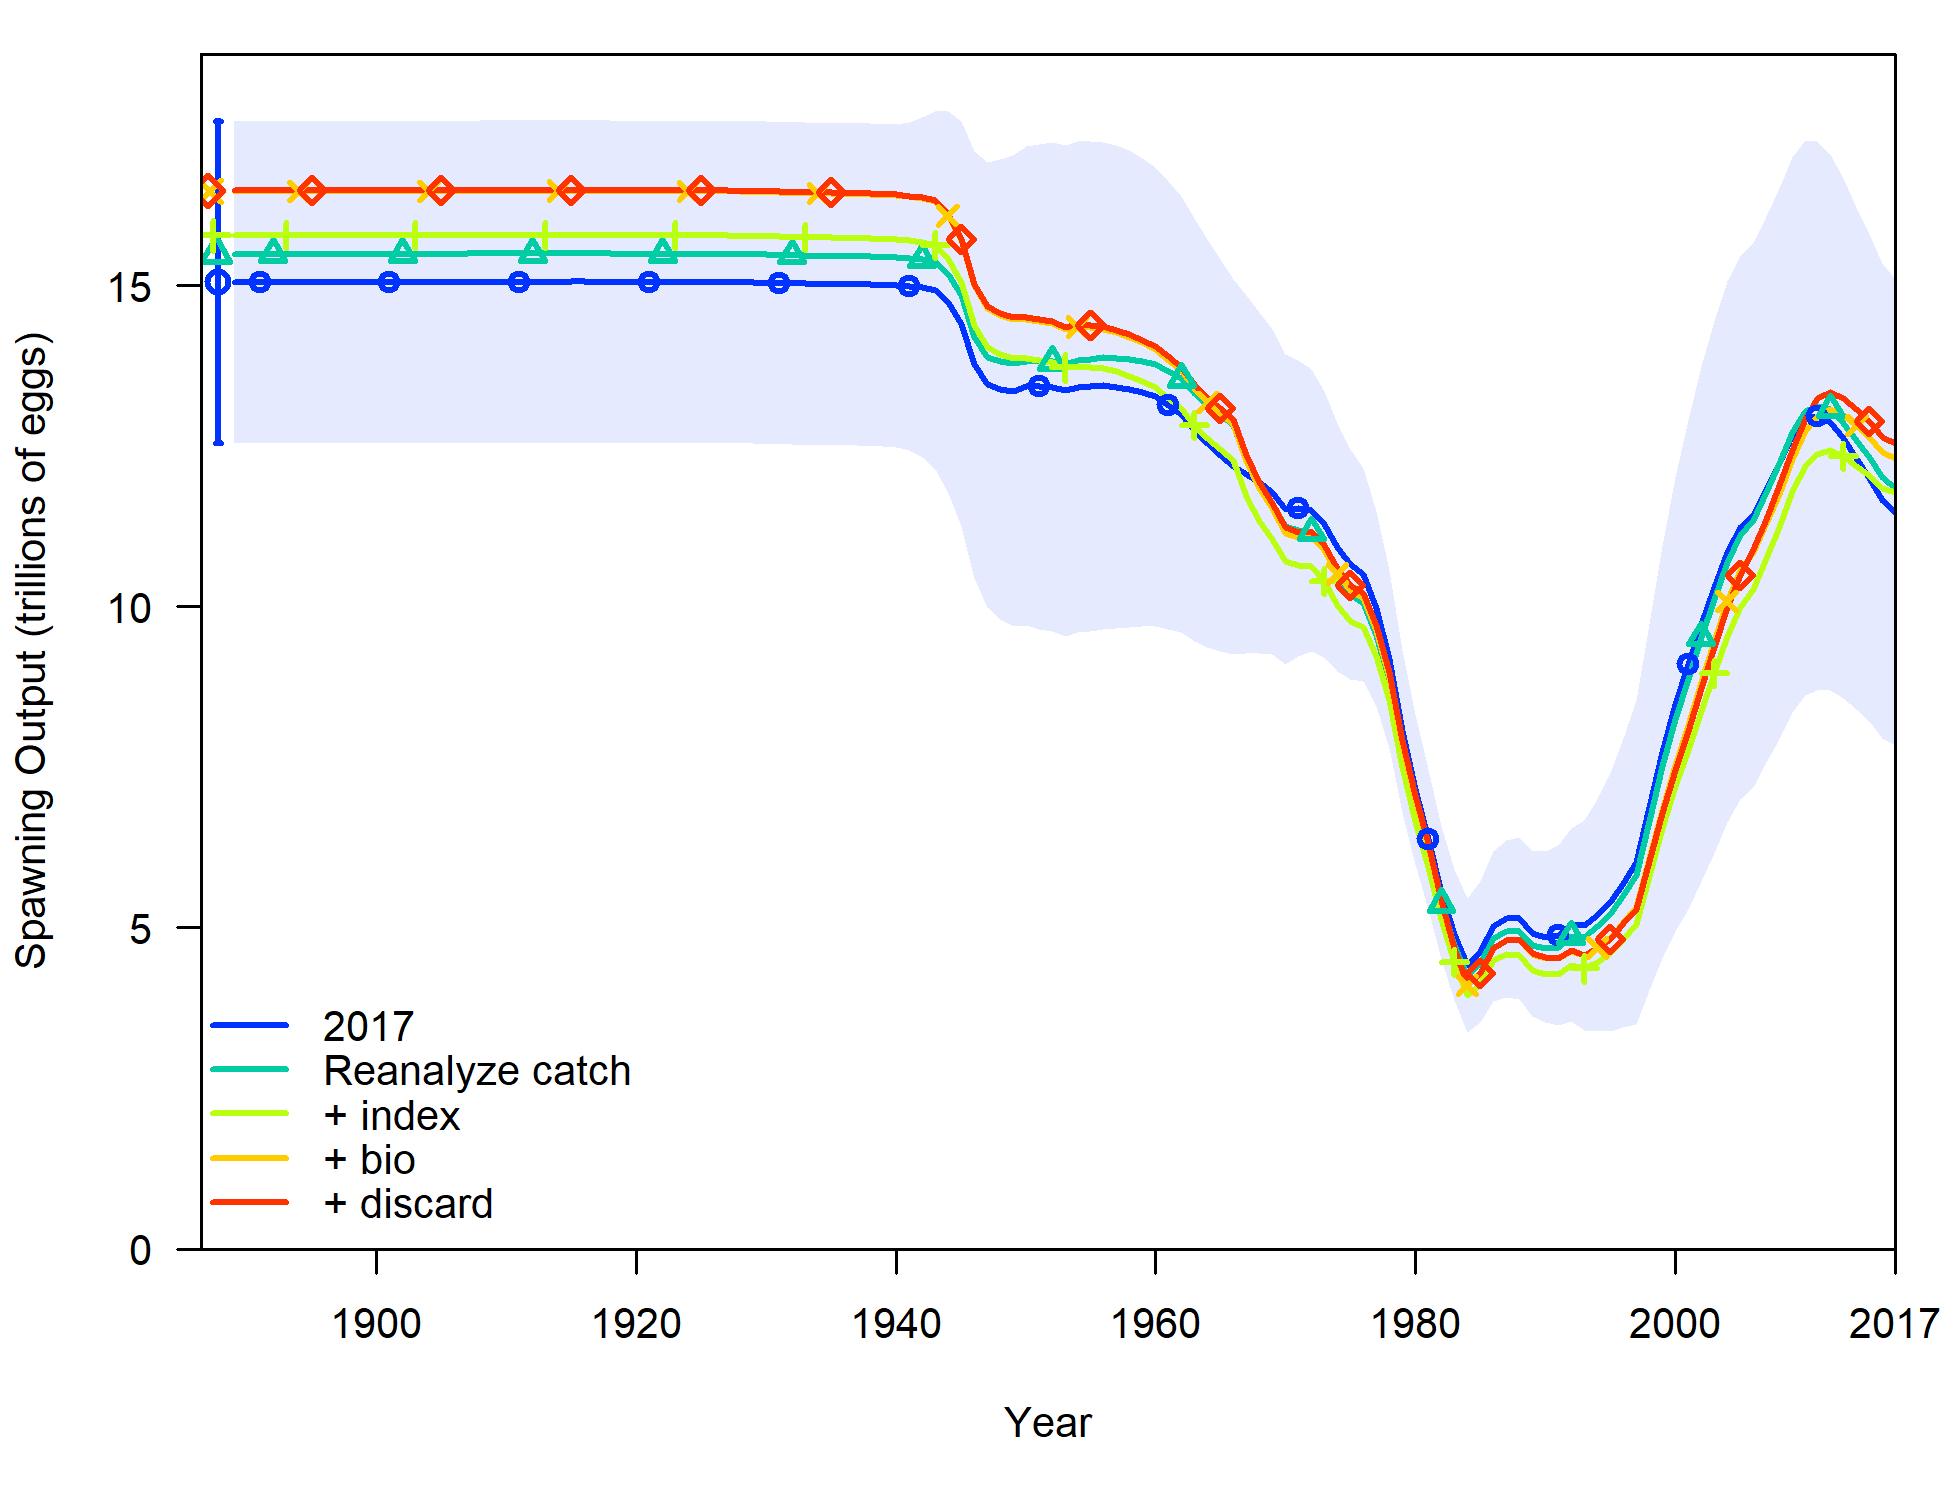 Spawning Output (trillions of eggs)
15
10
5
0
2017
Reanalyze catch
+ index
+ bio
+ discard
1900 1920 1940 1960 1980 2000 2017
Year